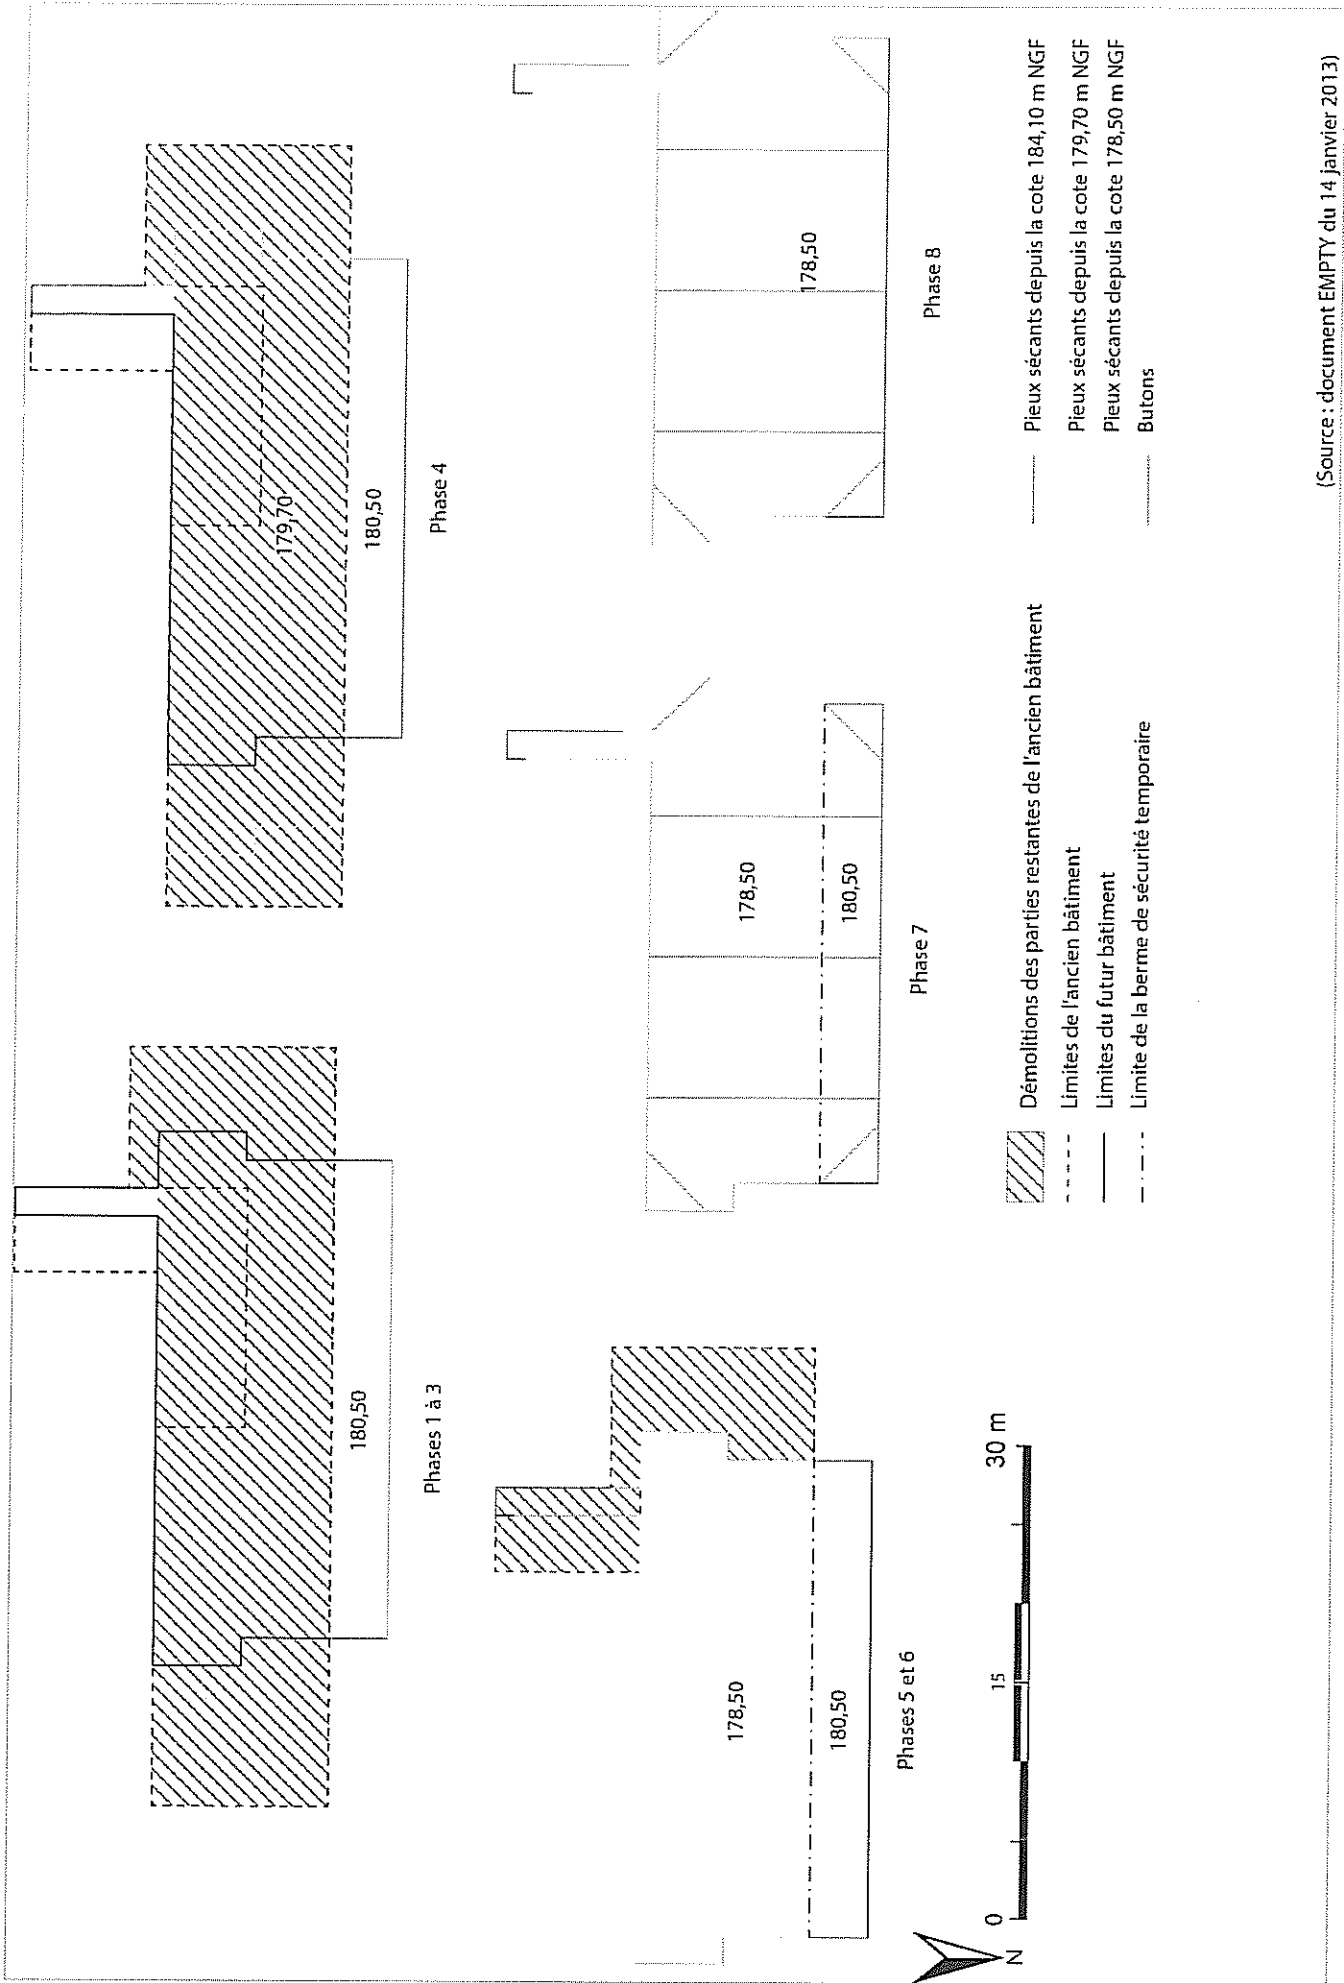 180,50
Phases 1 à 3
179,70
180,50
Phase 4
178,50
180,50
Phases 5 et 6
178,50
180,50
Phase 7
178,50
Phase 8
N
0
15
30 m
Démolitions des parties restantes de l'ancien bâtiment
Limites de l'ancien bâtiment
Limites du futur bâtiment
Limite de la berme de sécurité temporaire
Pieux sécants depuis la cote 184,10 m NGF
Pieux sécants depuis la cote 179,70 m NGF
Pieux sécants depuis la cote 178,50 m NGF
Butons
(Source : document EMPTY du 14 janvier 2013)